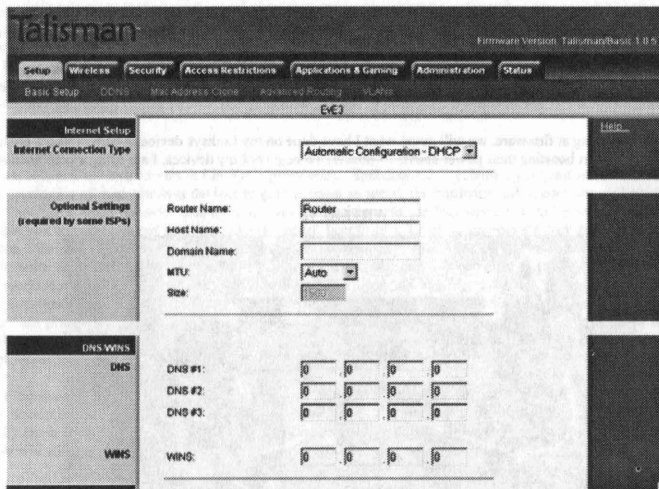 Talisman
Firmware Version: Talisman/Basic 1.0.5
Setup Wireless Security Access Restrictions Applications & Gaming Administration Status
Basic Setup DDNS Mac Address Clone Advanced Routing VLANs
EvE3
Internet Setup
Help...
Internet Connection Type Automatic Configuration - DHCP
Optional Settings
(required by some ISPs)
Router Name: Router
Host Name:
Domain Name:
MTU: Auto
Size: 1500
DNS/WINS
DNS
DNS #1: 0 . 0 . 0 . 0
DNS #2: 0 . 0 . 0 . 0
DNS #3: 0 . 0 . 0 . 0
WINS
WINS: 0 . 0 . 0 . 0